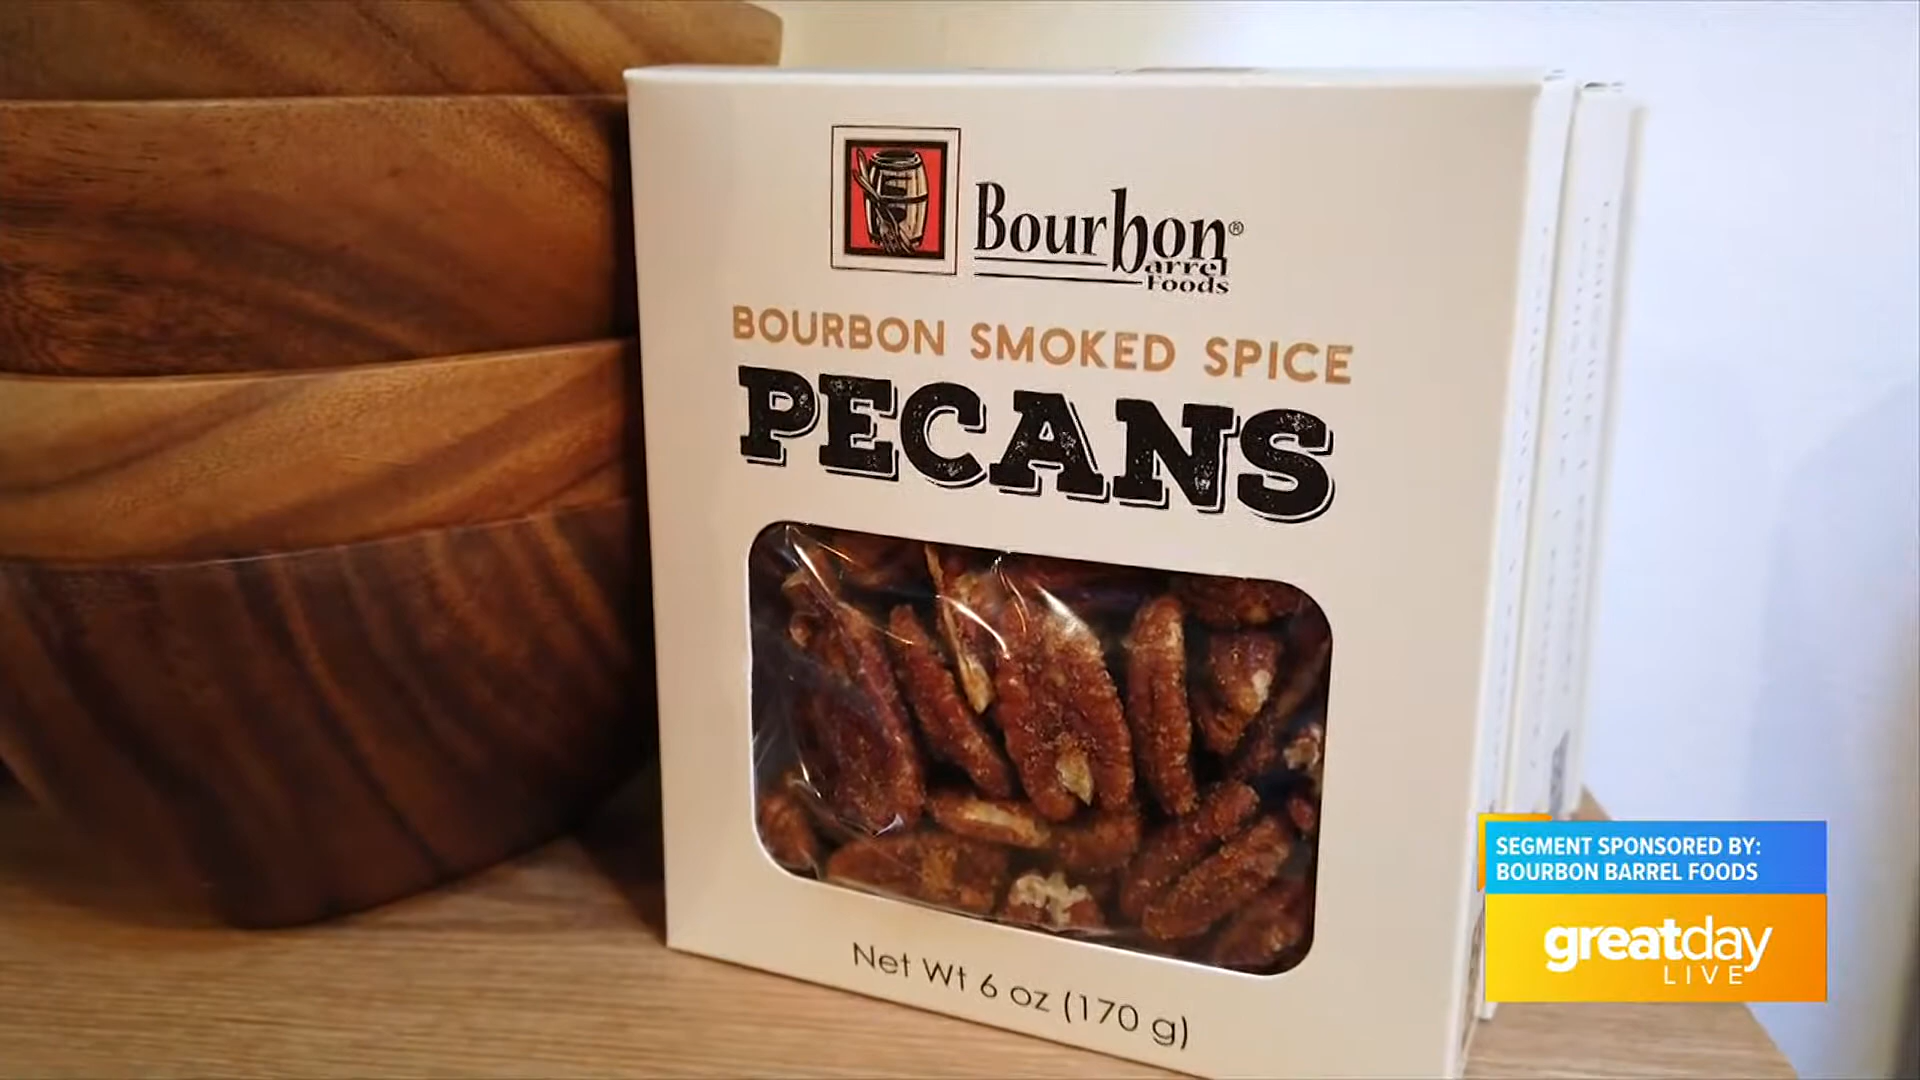 Bourbon®
Barrel
Foods
BOURBON SMOKED SPICE
PECANS
Net Wt 6 oz (170 g)
SEGMENT SPONSORED BY:
BOURBON BARREL FOODS
greatday
LIVE